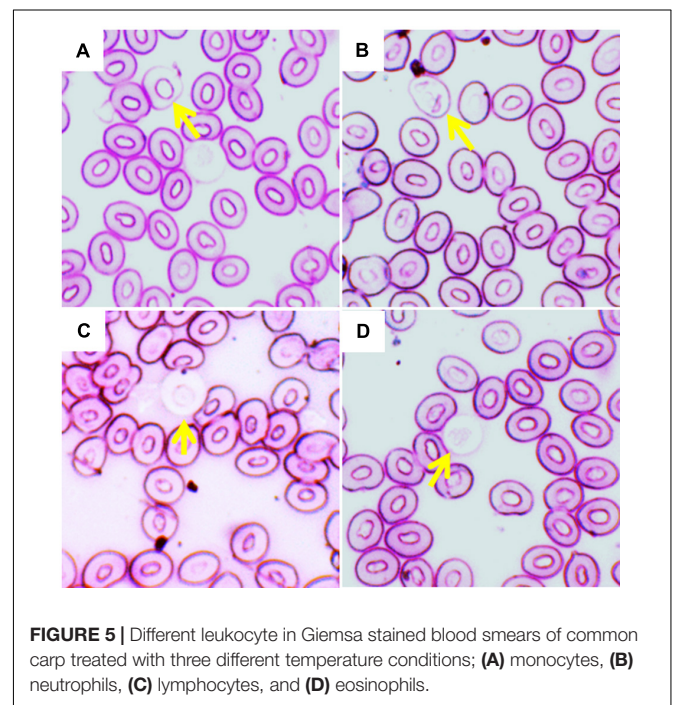 A
B
C
D
FIGURE 5 | Different leukocyte in Giemsa stained blood smears of common
carp treated with three different temperature conditions; (A) monocytes, (B)
neutrophils, (C) lymphocytes, and (D) eosinophils.